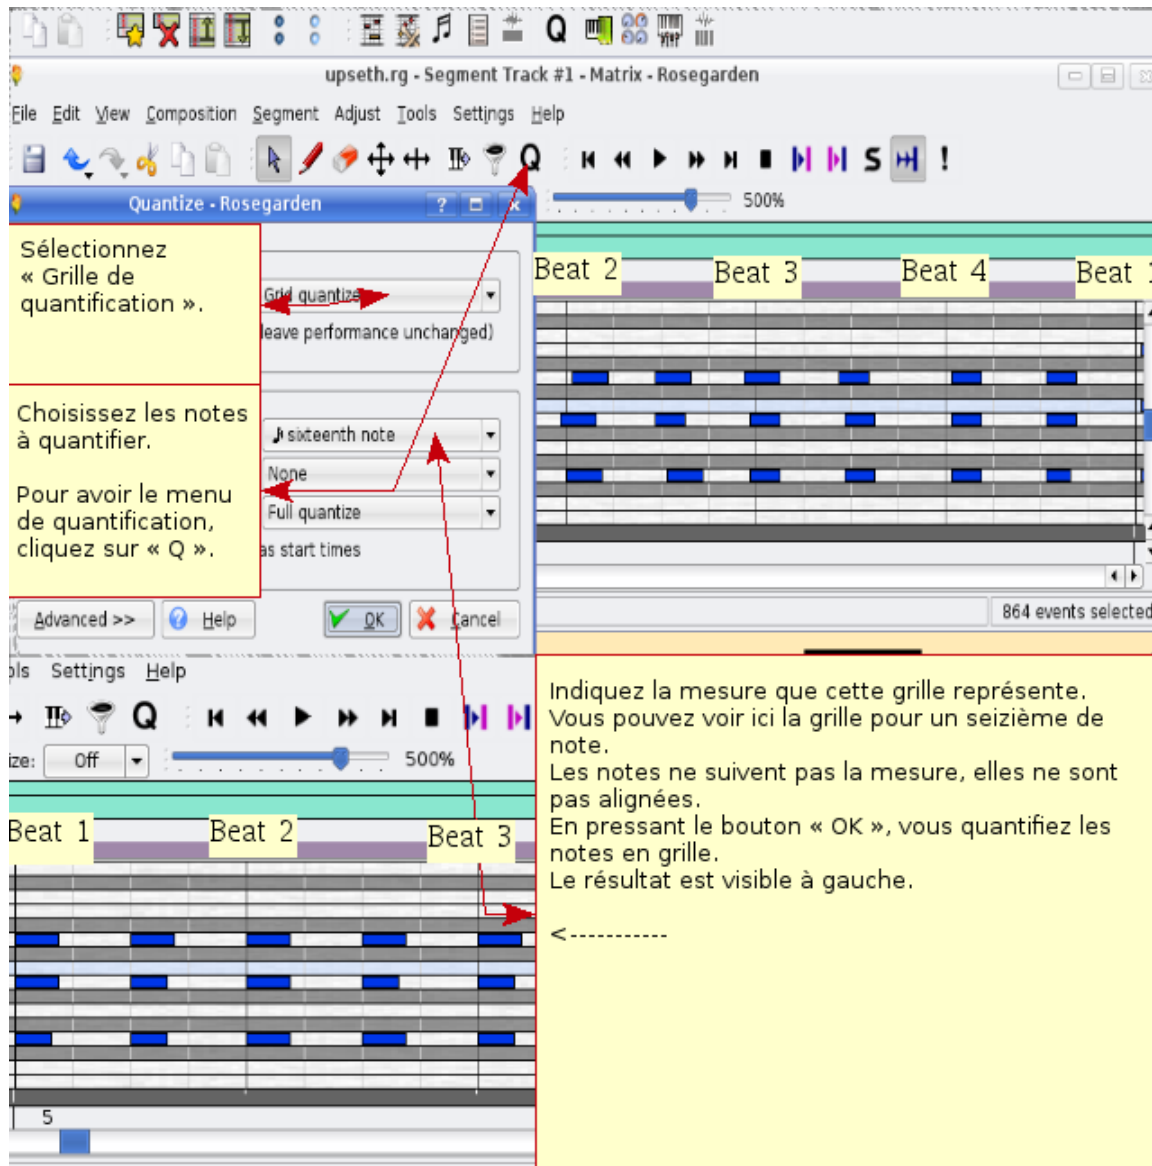 Q
upseth.rg - Segment Track #1 - Matrix - Rosegarden
File Edit View Composition Segment Adjust Tools Settings Help
Q S !
Quantize - Rosegarden ?
500%
Sélectionnez
« Grille de
quantification ».
Grid quantize
leave performance unchanged)
Choisissez les notes
à quantifier.
Pour avoir le menu
de quantification,
cliquez sur « Q ».
sixteenth note
None
Full quantize
as start times
Advanced >> Help OK Cancel
Beat 2 Beat 3 Beat 4 Beat
864 events selected
ols Settings Help
Q
ze: Off 500%
Beat 1 Beat 2 Beat 3
5
Indiquez la mesure que cette grille représente.
Vous pouvez voir ici la grille pour un seizième de
note.
Les notes ne suivent pas la mesure, elles ne sont
pas alignées.
En pressant le bouton « OK », vous quantifiez les
notes en grille.
Le résultat est visible à gauche.
<-----------